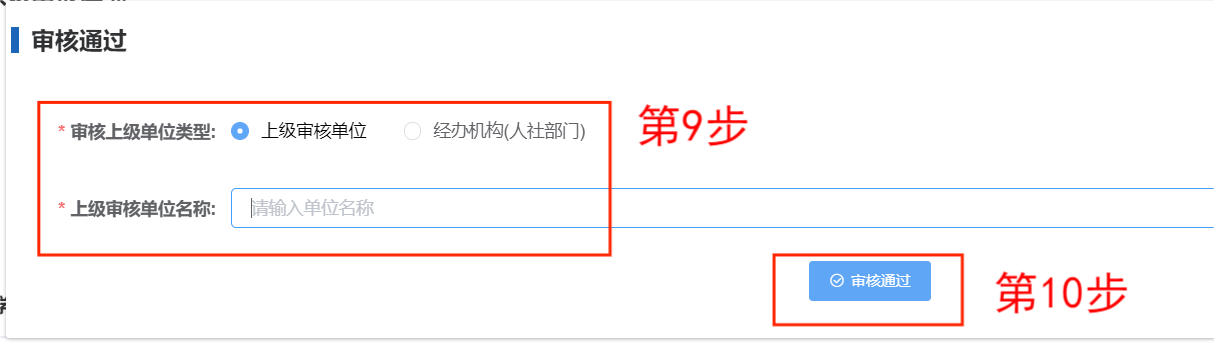 审核通过
* 审核上级单位类型: 上级审核单位 经办机构(人社部门)
第9步
* 上级审核单位名称: 请输入单位名称
审核通过
第10步